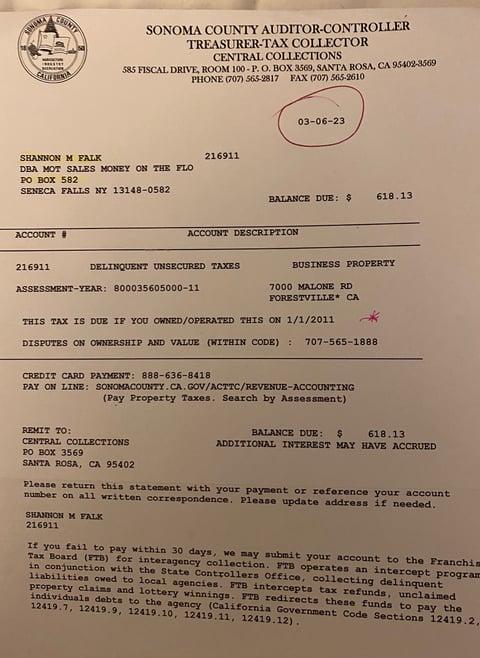 SONOMA COUNTY
AGRICULTURE
INDUSTRY
RECREATION
CALIFORNIA
SONOMA COUNTY AUDITOR-CONTROLLER
TREASURER-TAX COLLECTOR
CENTRAL COLLECTIONS
585 FISCAL DRIVE, ROOM 100 - P. O. BOX 3569, SANTA ROSA, CA 95402-3569
PHONE (707) 565-2817 FAX (707) 565-2610
03-06-23
SHANNON M FALK 216911
DBA MOT SALES MONEY ON THE FLO
PO BOX 582
SENECA FALLS NY 13148-0582
BALANCE DUE: $ 618.13
ACCOUNT # ACCOUNT DESCRIPTION
216911 DELINQUENT UNSECURED TAXES BUSINESS PROPERTY
ASSESSMENT-YEAR: 800035605000-11 7000 MALONE RD
FORESTVILLE* CA
THIS TAX IS DUE IF YOU OWNED/OPERATED THIS ON 1/1/2011 *
DISPUTES ON OWNERSHIP AND VALUE (WITHIN CODE) : 707-565-1888
CREDIT CARD PAYMENT: 888-636-8418
PAY ON LINE: SONOMACOUNTY.CA.GOV/ACTTC/REVENUE-ACCOUNTING
(Pay Property Taxes. Search by Assessment)
REMIT TO: BALANCE DUE: $ 618.13
CENTRAL COLLECTIONS ADDITIONAL INTEREST MAY HAVE ACCRUED
PO BOX 3569
SANTA ROSA, CA 95402
Please return this statement with your payment or reference your account
number on all written correspondence. Please update address if needed.
SHANNON M FALK
216911
If you fail to pay within 30 days, we may submit your account to the Franchis
Tax Board (FTB) for interagency collection. FTB operates an intercept program
in conjunction with the State Controllers Office, collecting delinquent
liabilities owed to local agencies. FTB intercepts tax refunds, unclaimed
property claims and lottery winnings. FTB redirects these funds to pay the
individuals debts to the agency (California Government Code Sections 12419.2,
12419.7, 12419.9, 12419.10, 12419.11, 12419.12).